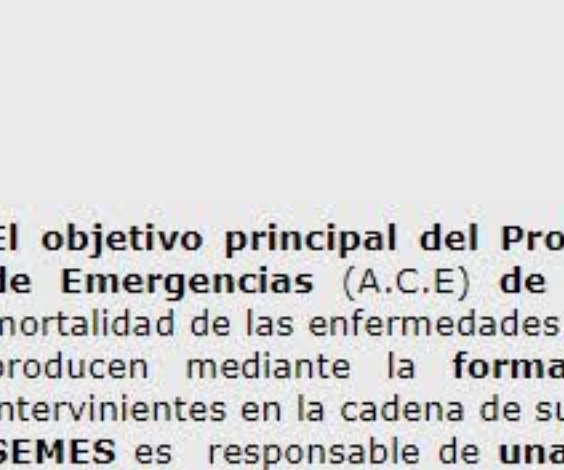 El objetivo principal del Pro
de Emergencias (A.C.E) de
mortalidad de las enfermedades
producen mediante la forma
intervinientes en la cadena de su
SEMES es responsable de una